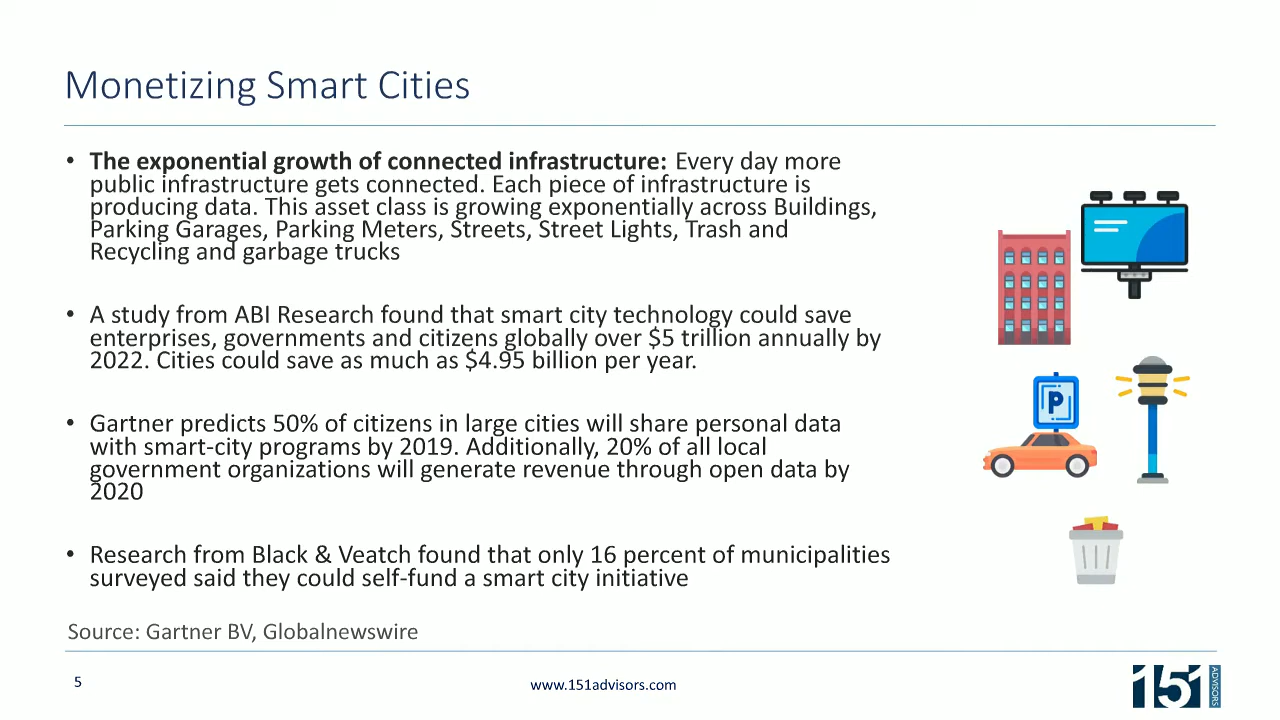 Monetizing Smart Cities
• The exponential growth of connected infrastructure: Every day more
public infrastructure gets connected. Each piece of infrastructure is
producing data. This asset class is growing exponentially across Buildings,
Parking Garages, Parking Meters, Streets, Street Lights, Trash and
Recycling and garbage trucks
• A study from ABI Research found that smart city technology could save
enterprises, governments and citizens globally over $5 trillion annually by
2022. Cities could save as much as $4.95 billion per year.
• Gartner predicts 50% of citizens in large cities will share personal data
with smart-city programs by 2019. Additionally, 20% of all local
government organizations will generate revenue through open data by
2020
• Research from Black & Veatch found that only 16 percent of municipalities
surveyed said they could self-fund a smart city initiative
P
Source: Gartner BV, Globalnewswire
5
www.151advisors.com
151
ADVISORS